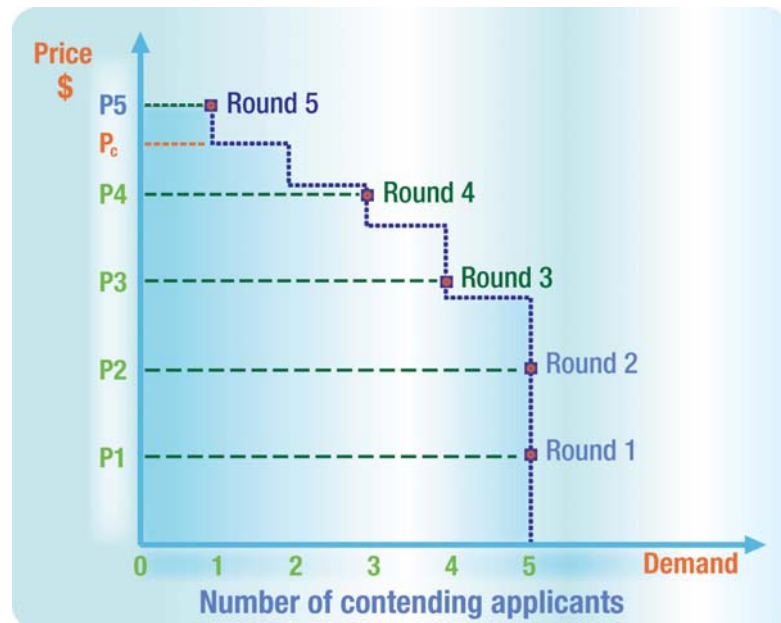 Price
$
P5
Round 5
Pc
P4
Round 4
P3
Round 3
P2
Round 2
P1
Round 1
0 1 2 3 4 5 Demand
Number of contending applicants